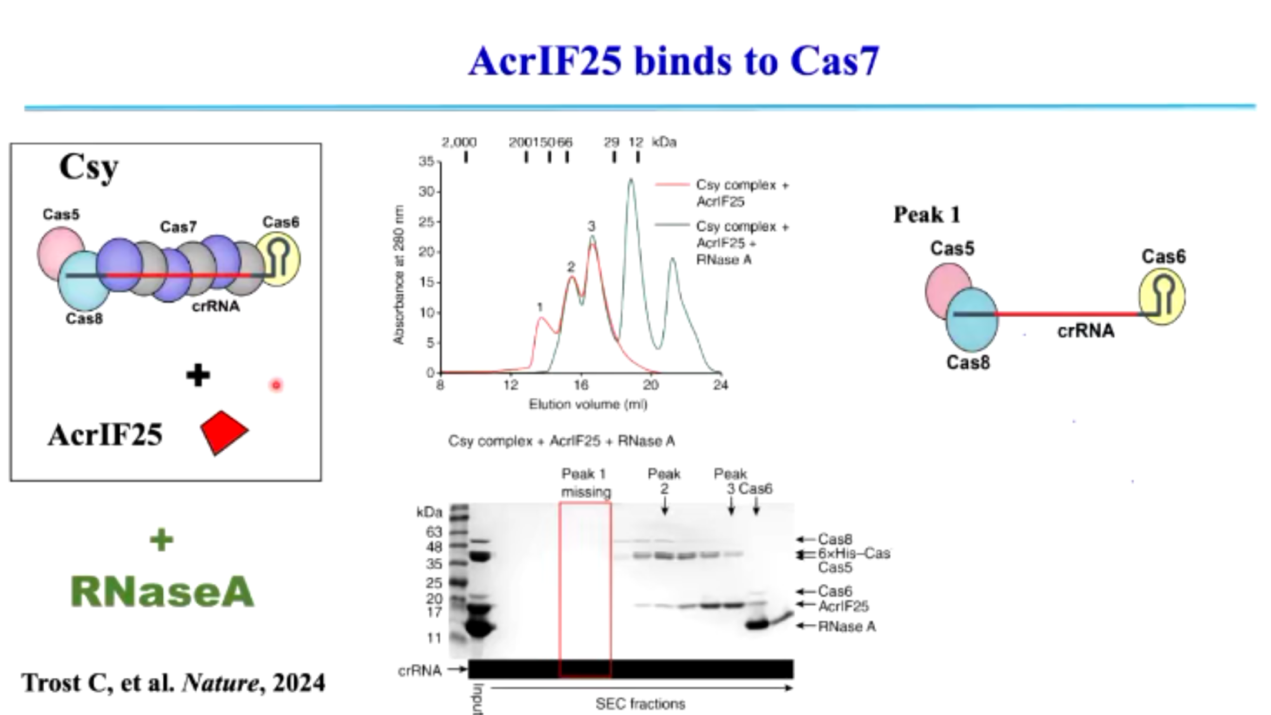 AcrIF25 binds to Cas7
Csy
Cas5
Cas7
Cas6
crRNA
Cas8
+
AcrIF25
+
RNaseA
Trost C, et al. Nature, 2024
2,000 200 150 66 29 12 kDa
35
30
25
20
15
10
5
0
Absorbance at 280 nm
1
2
3
Csy complex +
AcrIF25
Csy complex +
AcrIF25 +
RNase A
8 12 16 20 24
Elution volume (ml)
Csy complex + AcrIF25 + RNase A
Peak 1
missing
Peak
2
Peak
3
Cas6
kDa
63
48
35
25
20
17
11
Cas8
6×His–Cas
Cas5
Cas6
AcrIF25
RNase A
crRNA
Input
SEC fractions
Peak 1
Cas5
Cas6
crRNA
Cas8